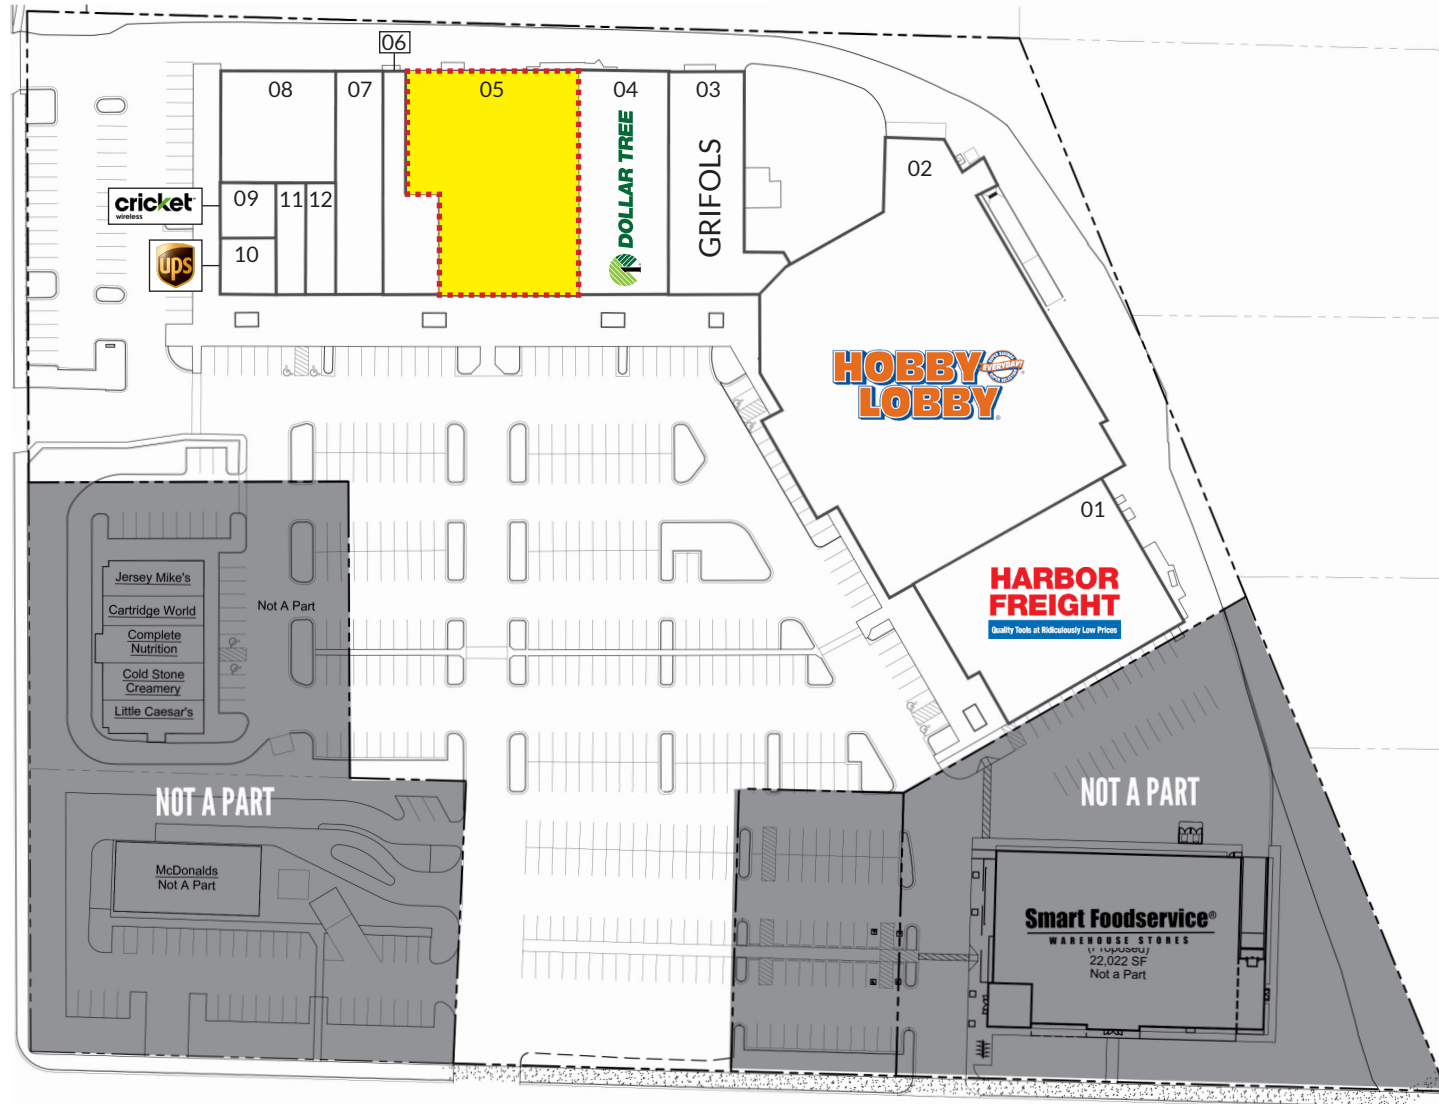 06
08
07
05
04
03
DOLLAR TREE
GRIFOLS
02
cricket
wireless
09
11
12
ups
10
HOBBY
LOBBY
EVERYDAY!
01
HARBOR
FREIGHT
Quality Tools at Ridiculously Low Prices
Jersey Mike's
Cartridge World
Complete
Nutrition
Cold Stone
Creamery
Little Caesar's
Not A Part
NOT A PART
McDonalds
Not A Part
NOT A PART
Smart Foodservice®
WAREHOUSE STORES
(Proposed)
22,022 SF
Not a Part